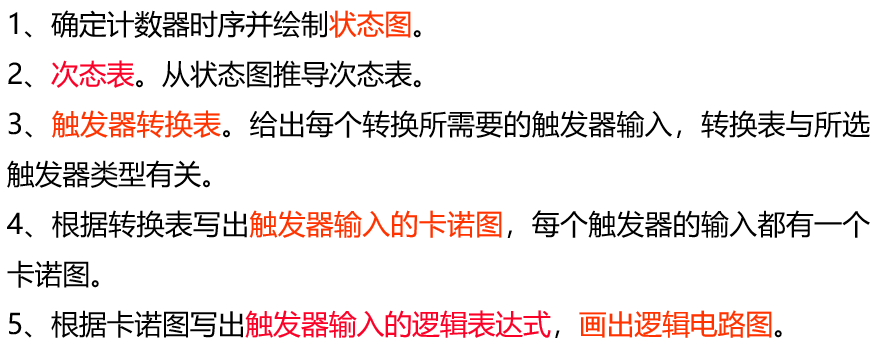 1、确定计数器时序并绘制状态图。
2、次态表。从状态图推导次态表。
3、触发器转换表。给出每个转换所需要的触发器输入，转换表与所选
触发器类型有关。
4、根据转换表写出触发器输入的卡诺图，每个触发器的输入都有一个
卡诺图。
5、根据卡诺图写出触发器输入的逻辑表达式，画出逻辑电路图。